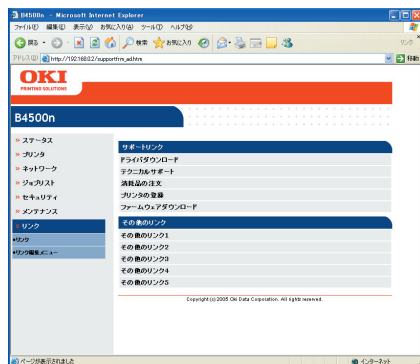 B4500n - Microsoft Internet Explorer
ファイル(F) 編集(E) 表示(V) お気に入り(A) ツール(T) ヘルプ(H)
戻る 検索 お気に入り
アドレス(D) http://192.168.0.2/supportfrm_ad.htm 移動
OKI
PRINTING SOLUTIONS
B4500n
» ステータス
» プリンタ
» ネットワーク
» ジョブリスト
» セキュリティ
» メンテナンス
» リンク
リンク
リンク編集メニュー
サポートリンク
ドライバダウンロード
テクニカルサポート
消耗品の注文
プリンタの登録
ファームウェアダウンロード
その他のリンク
その他のリンク1
その他のリンク2
その他のリンク3
その他のリンク4
その他のリンク5
Copyright (c) 2005 Oki Data Corporation. All rights reserved.
ページが表示されました
インターネット